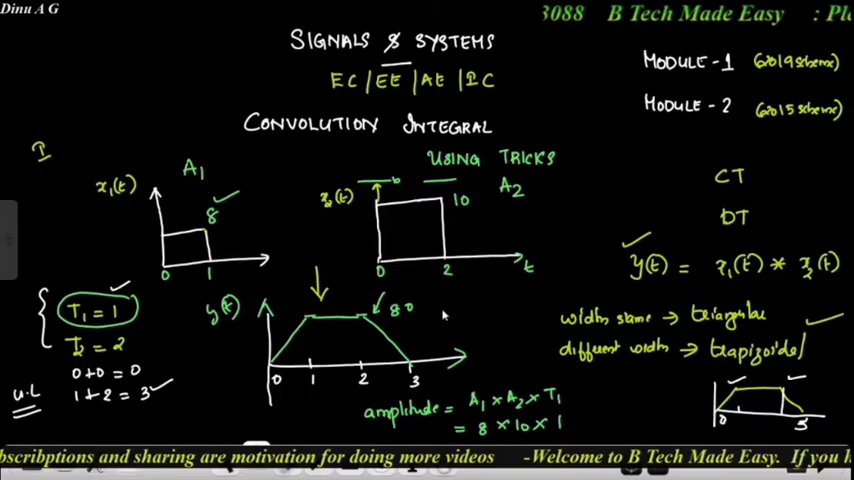 Dinu A G
3088 B Tech Made Easy : Pl
SIGNALS & SYSTEMS
EC | EE | AE | IC
MODULE - 1 (2019 scheme)
MODULE - 2 (2015 scheme)
CONVOLUTION INTEGRAL
USING TRICKS
I
A1
x1(t)
8
0 1
x2(t)
10
A2
0 2 t
CT
DT
y(t) = x1(t) * x2(t)
T1 = 1
T2 = 2
0+0 = 0
U.L 1+2 = 3
y(t)
80
0 1 2 3
width same → triangular
different width → trapizoidel
amplitude = A1 × A2 × T1
= 8 × 10 × 1
0 3
bscribptions and sharing are motivation for doing more videos -Welcome to B Tech Made Easy. If you h